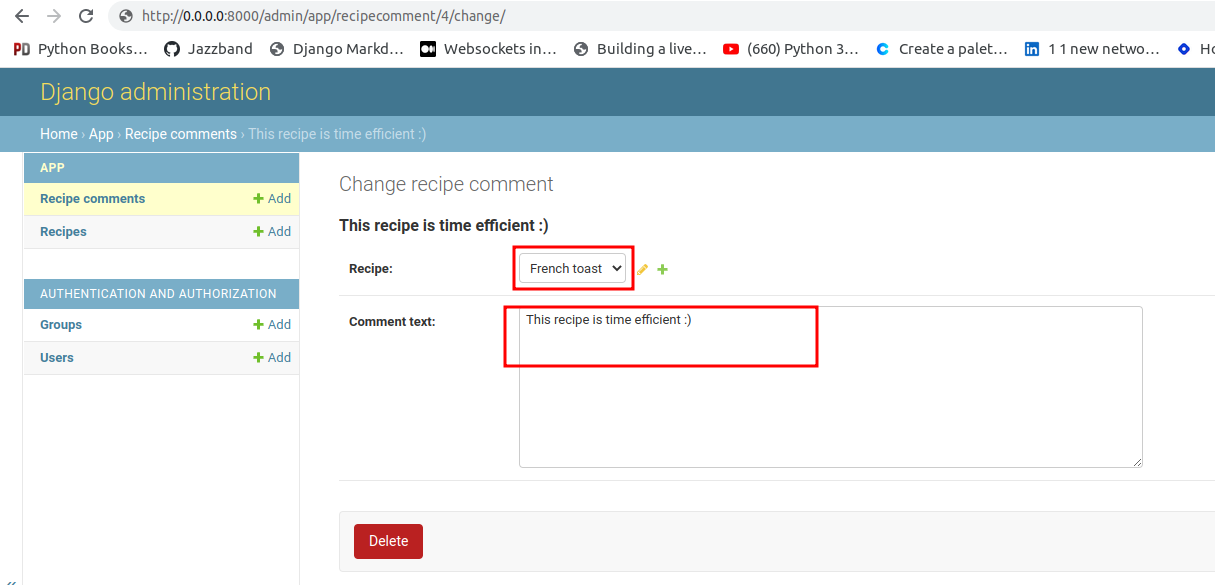 http://0.0.0.0:8000/admin/app/recipecomment/4/change/
PD Python Books... Jazzband Django Markd... Websockets in... Building a live... (660) Python 3... Create a palet... in 1 1 new netwo... Ho
Django administration
Home › App › Recipe comments › This recipe is time efficient :)
APP
Recipe comments + Add
Recipes + Add
AUTHENTICATION AND AUTHORIZATION
Groups + Add
Users + Add
Change recipe comment
This recipe is time efficient :)
Recipe: French toast
Comment text: This recipe is time efficient :)
Delete
«